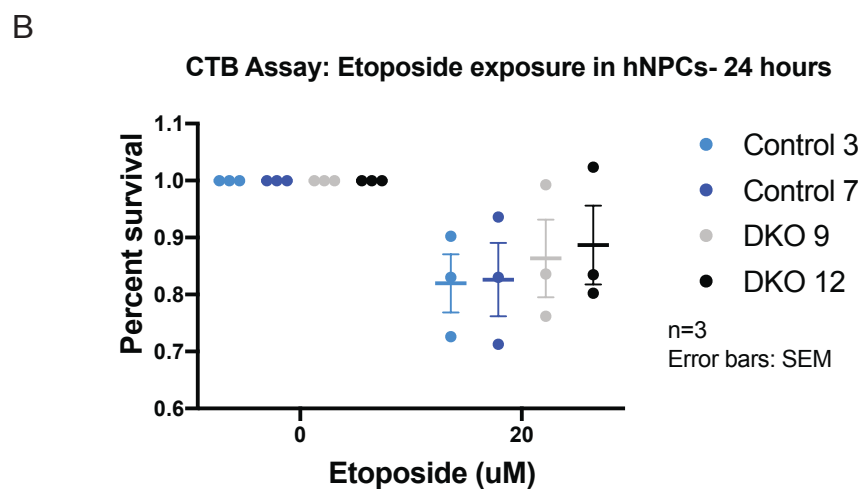 B
CTB Assay: Etoposide exposure in hNPCs- 24 hours
Percent survival
1.1
1.0
0.9
0.8
0.7
0.6
0
20
Etoposide (uM)
Control 3
Control 7
DKO 9
DKO 12
n=3
Error bars: SEM